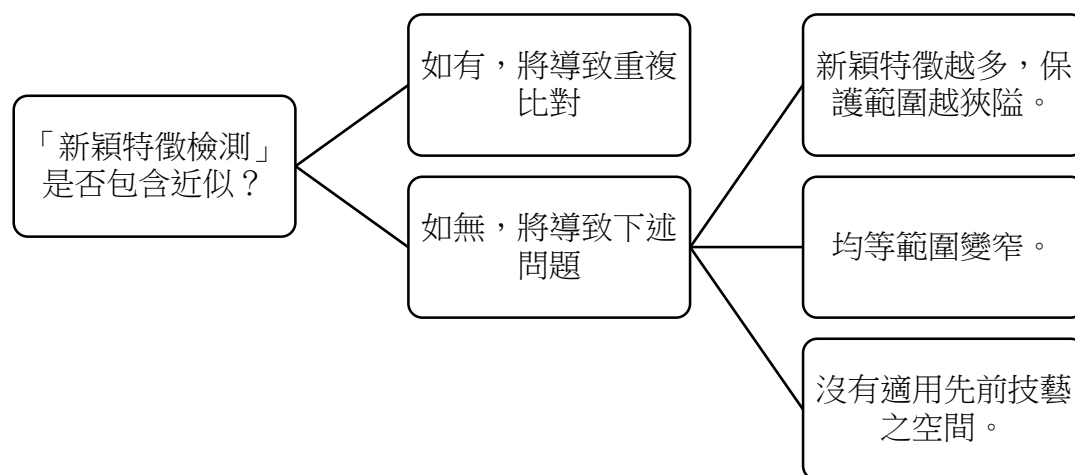 「新穎特徵檢測」
是否包含近似？
如有，將導致重複
比對
如無，將導致下述
問題
新穎特徵越多，保
護範圍越狹隘。
均等範圍變窄。
沒有適用先前技藝
之空間。